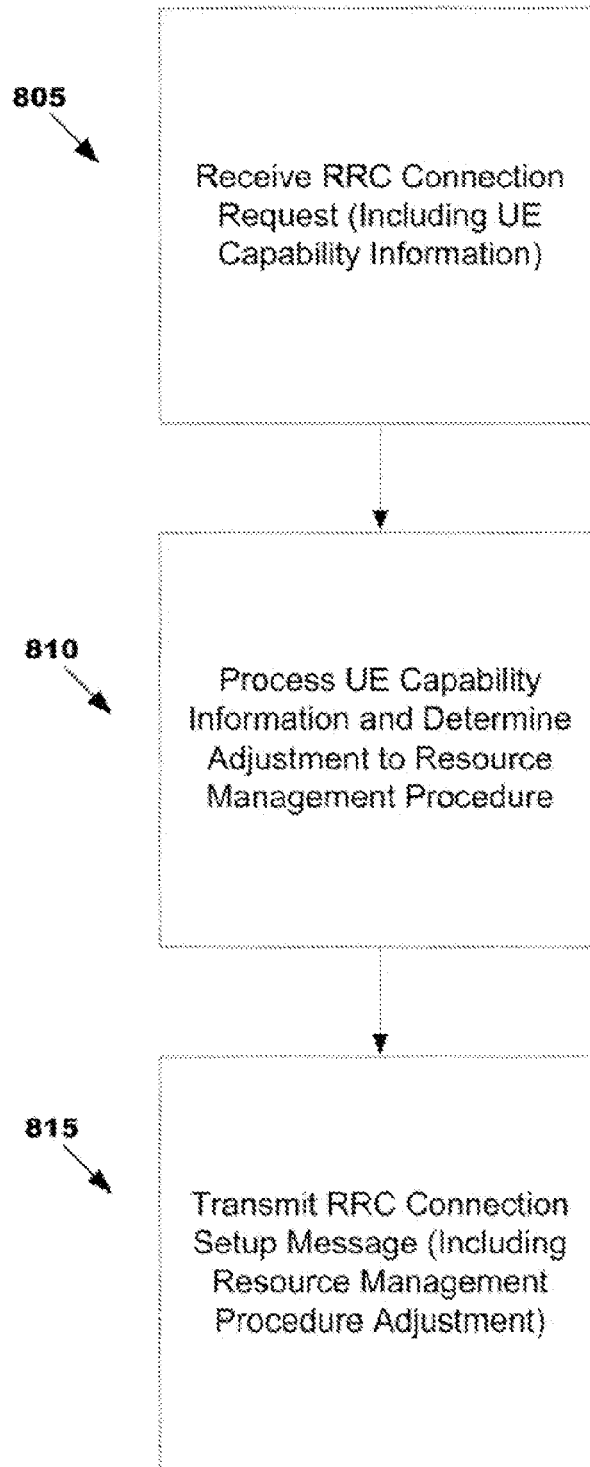 805
Receive RRC Connection
Request (Including UE
Capability Information)
810
Process UE Capability
Information and Determine
Adjustment to Resource
Management Procedure
815
Transmit RRC Connection
Setup Message (Including
Resource Management
Procedure Adjustment)